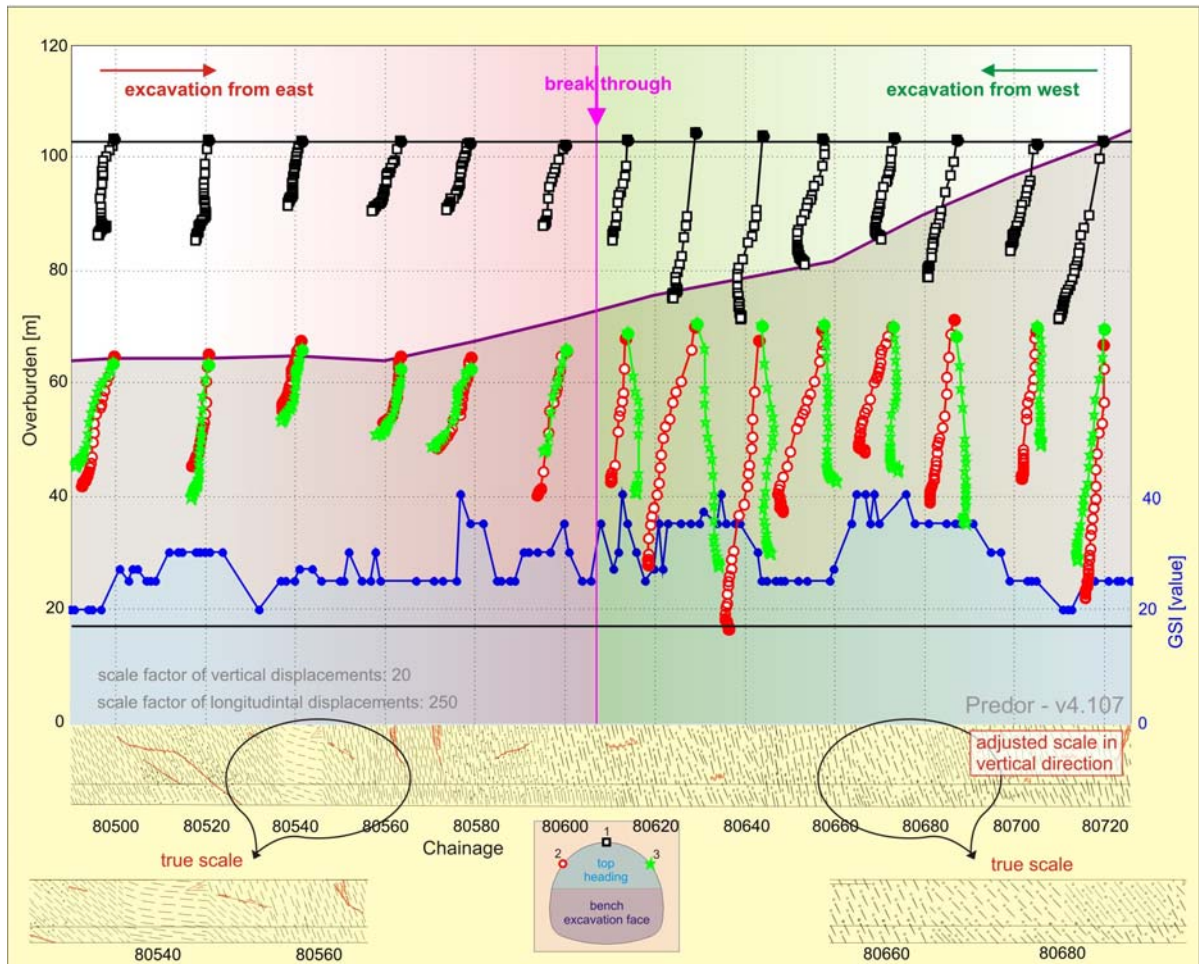 120
excavation from east
break through
excavation from west
100
80
60
40
20
0
Overburden [m]
40
20
0
GSI [value]
scale factor of vertical displacements: 20
scale factor of longitudintal displacements: 250
Predor - v4.107
adjusted scale in
vertical direction
80500 80520 80540 80560 80580 80600 80620 80640 80660 80680 80700 80720
Chainage
true scale
true scale
1
2
3
top
heading
bench
excavation face
80540 80560
80660 80680